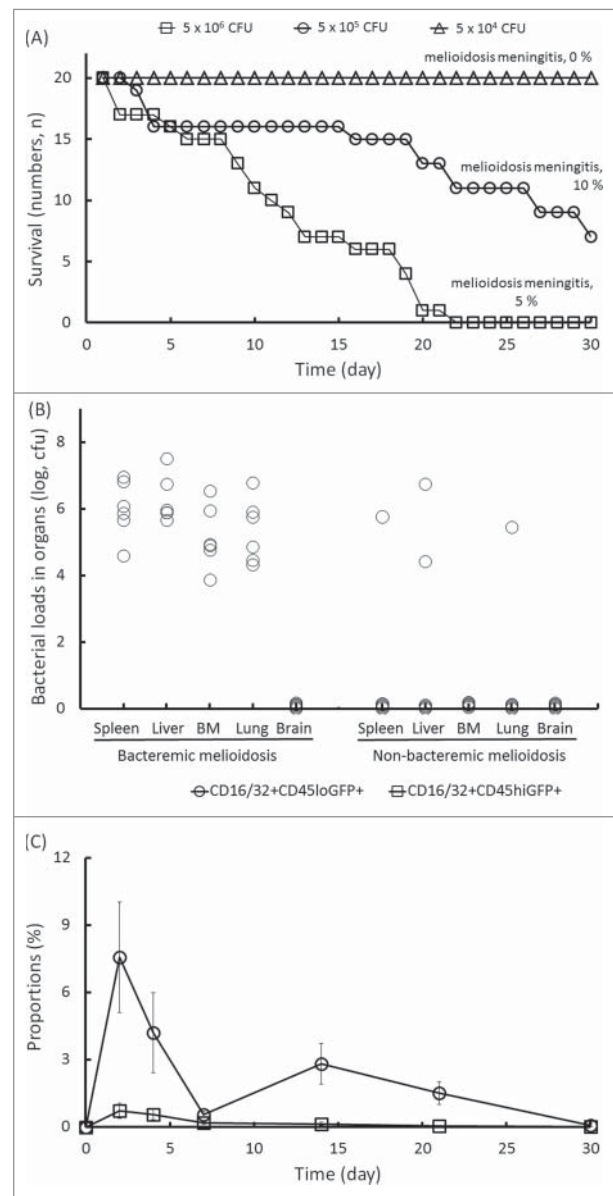 (A)
5 x 10⁶ CFU 5 x 10⁵ CFU 5 x 10⁴ CFU
melioidosis meningitis, 0 %
20
15
10
5
0
melioidosis meningitis,
10 %
melioidosis meningitis,
5 %
Survival (numbers, n)
0 5 10 15 20 25 30
Time (day)
(B)
8
6
4
2
0
Bacterial loads in organs (log, cfu)
Spleen Liver BM Lung Brain Spleen Liver BM Lung Brain
Bacteremic melioidosis Non-bacteremic melioidosis
CD16/32+CD45loGFP+ CD16/32+CD45hiGFP+
(C)
12
9
6
3
0
Proportions (%)
0 5 10 15 20 25 30
Time (day)